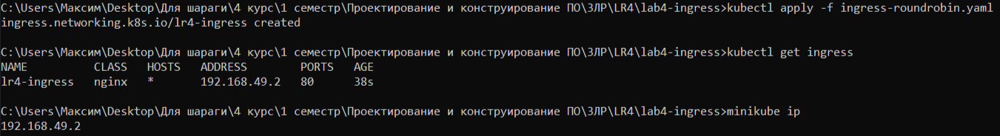 C:\Users\Максим\Desktop\Для шараги\4 курс\1 семестр\Проектирование и конструирование ПО\ЗЛР\LR4\lab4-ingress>kubectl apply -f ingress-roundrobin.yaml
ingress.networking.k8s.io/lr4-ingress created
C:\Users\Максим\Desktop\Для шараги\4 курс\1 семестр\Проектирование и конструирование ПО\ЗЛР\LR4\lab4-ingress>kubectl get ingress
NAME CLASS HOSTS ADDRESS PORTS AGE
lr4-ingress nginx * 192.168.49.2 80 38s
C:\Users\Максим\Desktop\Для шараги\4 курс\1 семестр\Проектирование и конструирование ПО\ЗЛР\LR4\lab4-ingress>minikube ip
192.168.49.2